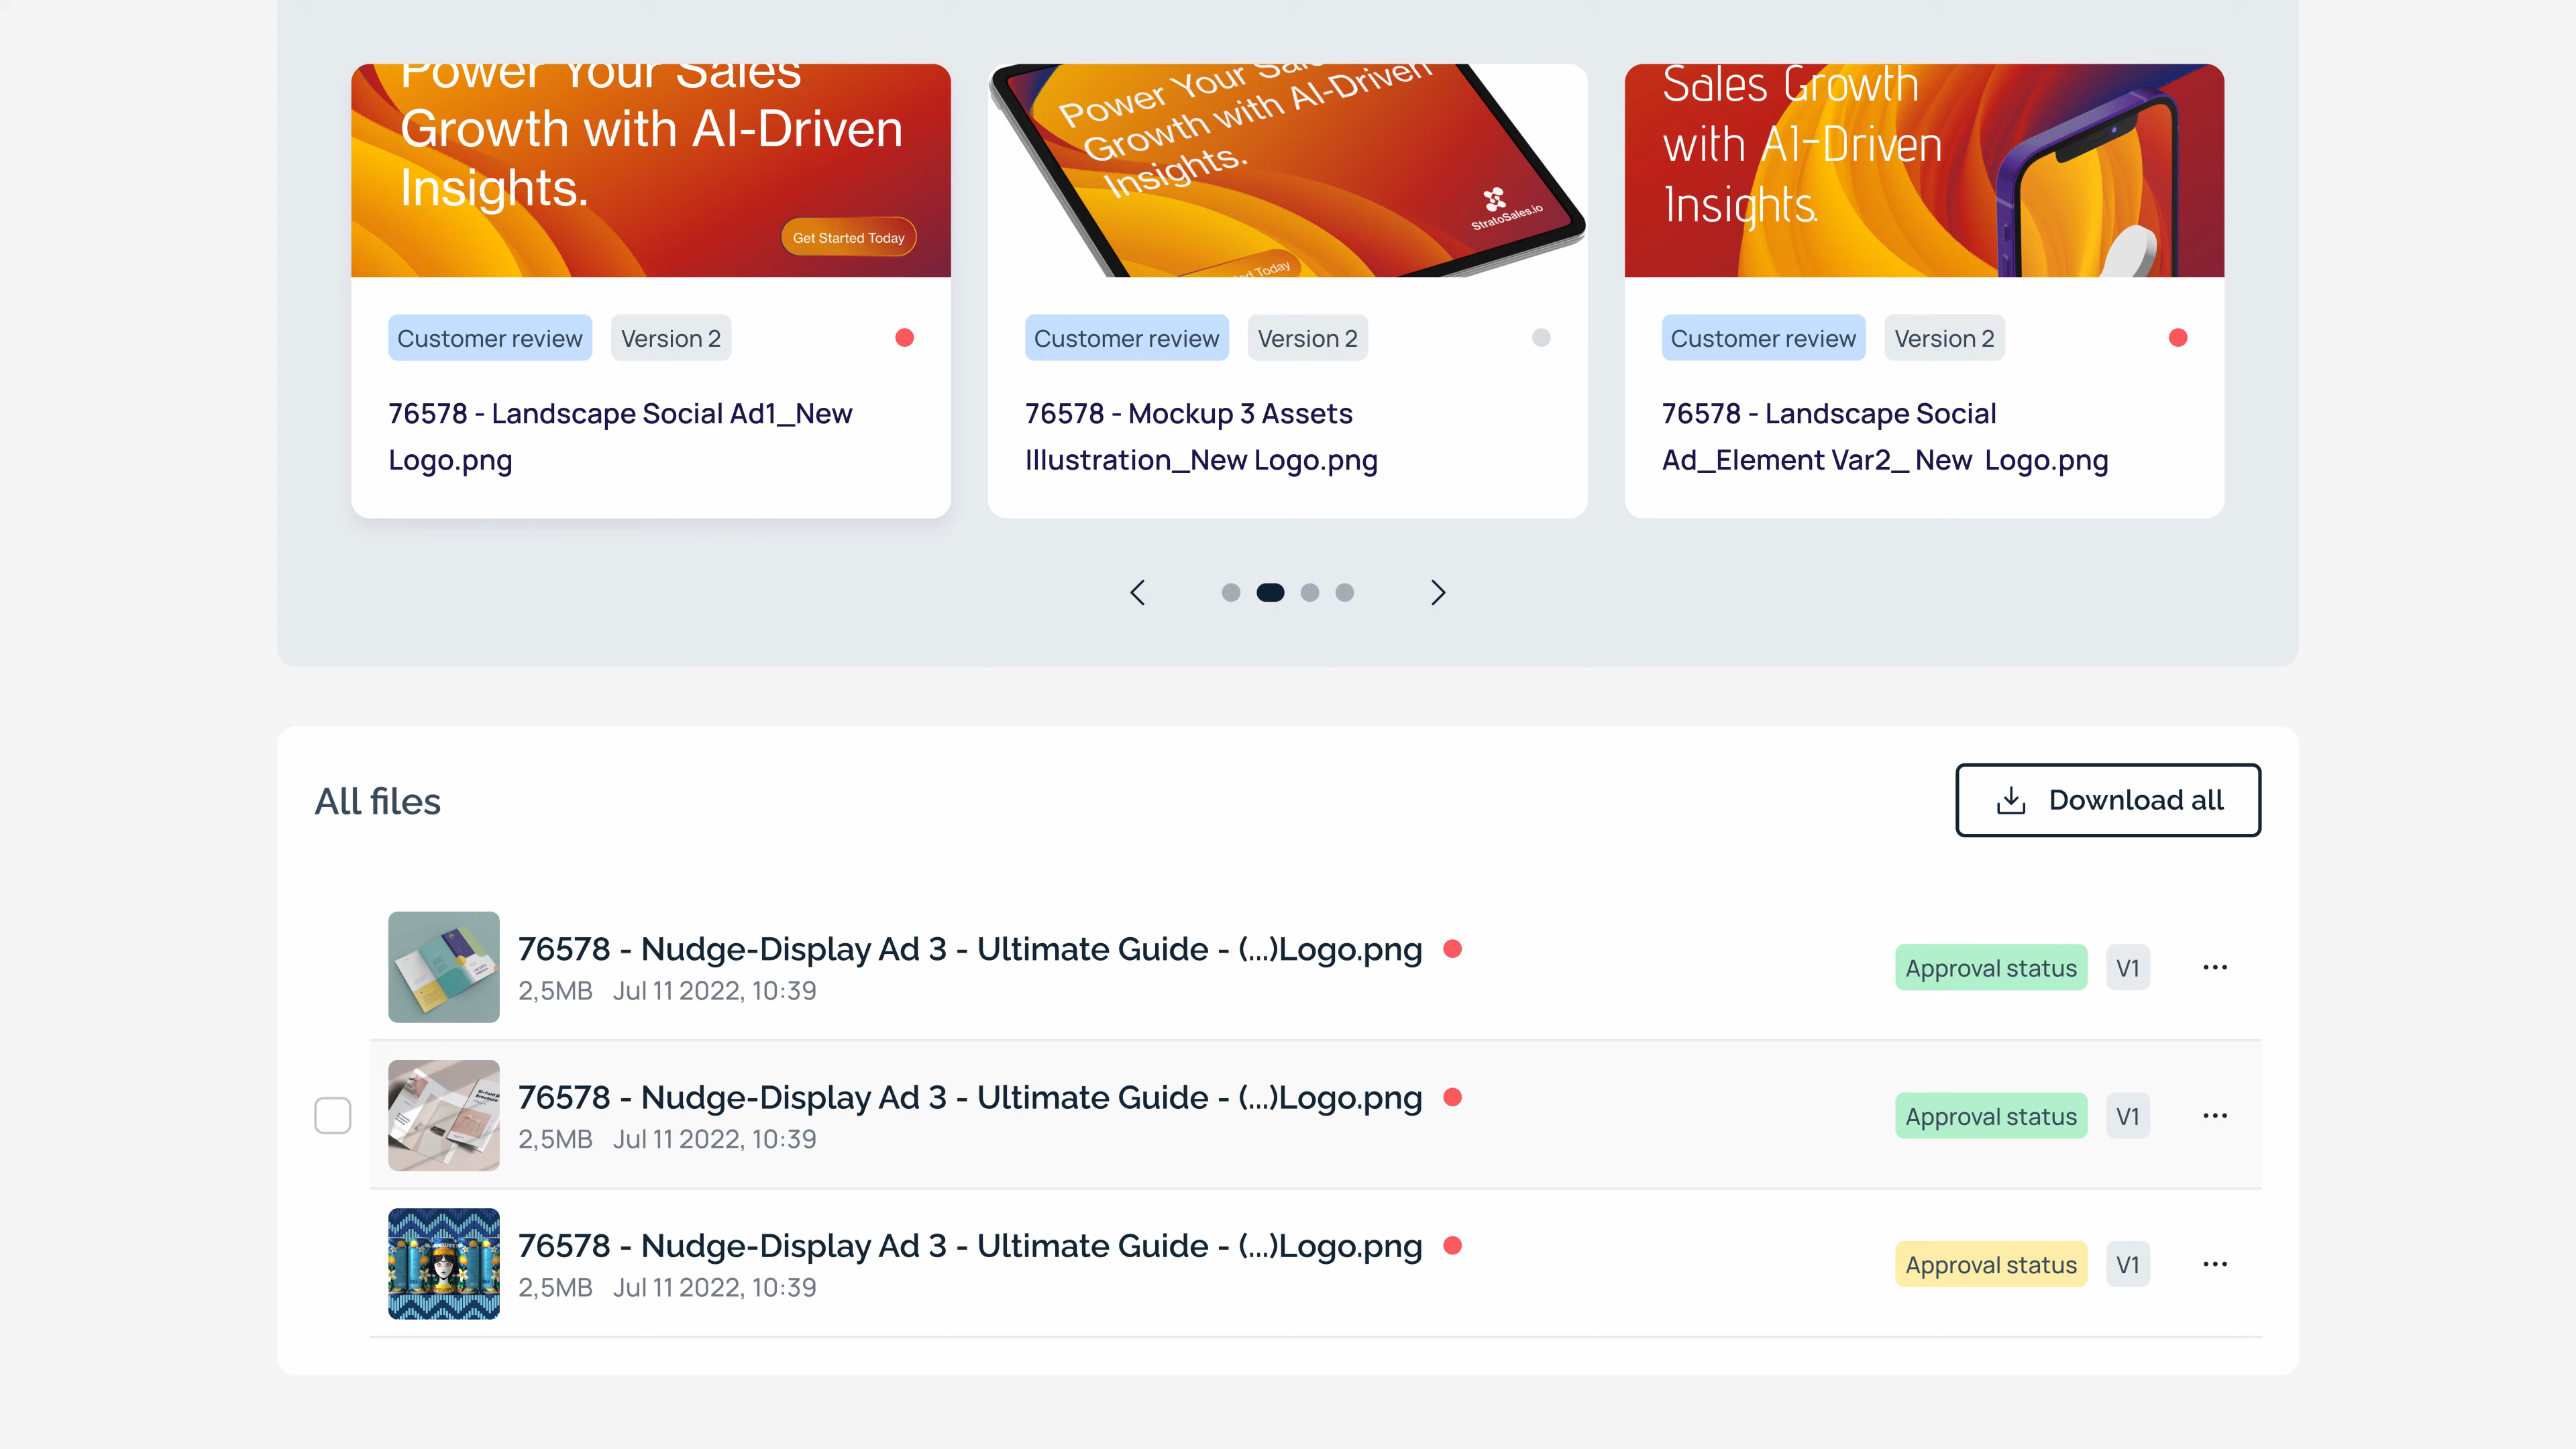 Power Your Sales
Growth with AI-Driven
Insights.
Get Started Today
Customer review
Version 2
76578 - Landscape Social Ad1_New
Logo.png
Power Your
Growth with AI-Driven
Insights.
StratoSales.io
Today
Customer review
Version 2
76578 - Mockup 3 Assets
Illustration_New Logo.png
Sales Growth
with AI-Driven
Insights.
Customer review
Version 2
76578 - Landscape Social
Ad_Element Var2_ New  Logo.png
All files
Download all
76578 - Nudge-Display Ad 3 - Ultimate Guide - (...)Logo.png
2,5MB Jul 11 2022, 10:39
Approval status V1
76578 - Nudge-Display Ad 3 - Ultimate Guide - (...)Logo.png
2,5MB Jul 11 2022, 10:39
Approval status V1
76578 - Nudge-Display Ad 3 - Ultimate Guide - (...)Logo.png
2,5MB Jul 11 2022, 10:39
Approval status V1